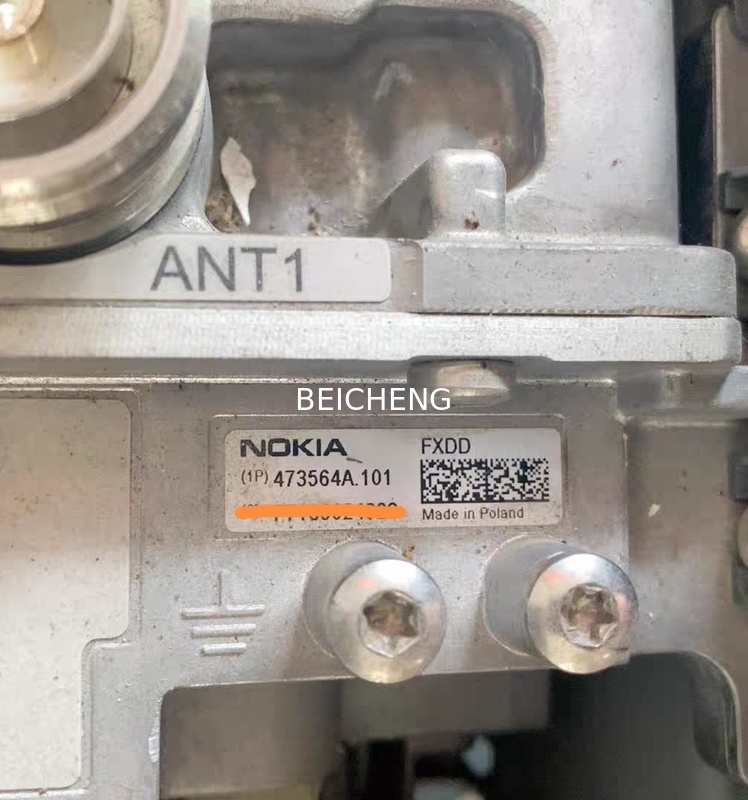 ANT1
BEICHENG
NOKIA
(1P) 473564A.101
FXDD
Made in Poland